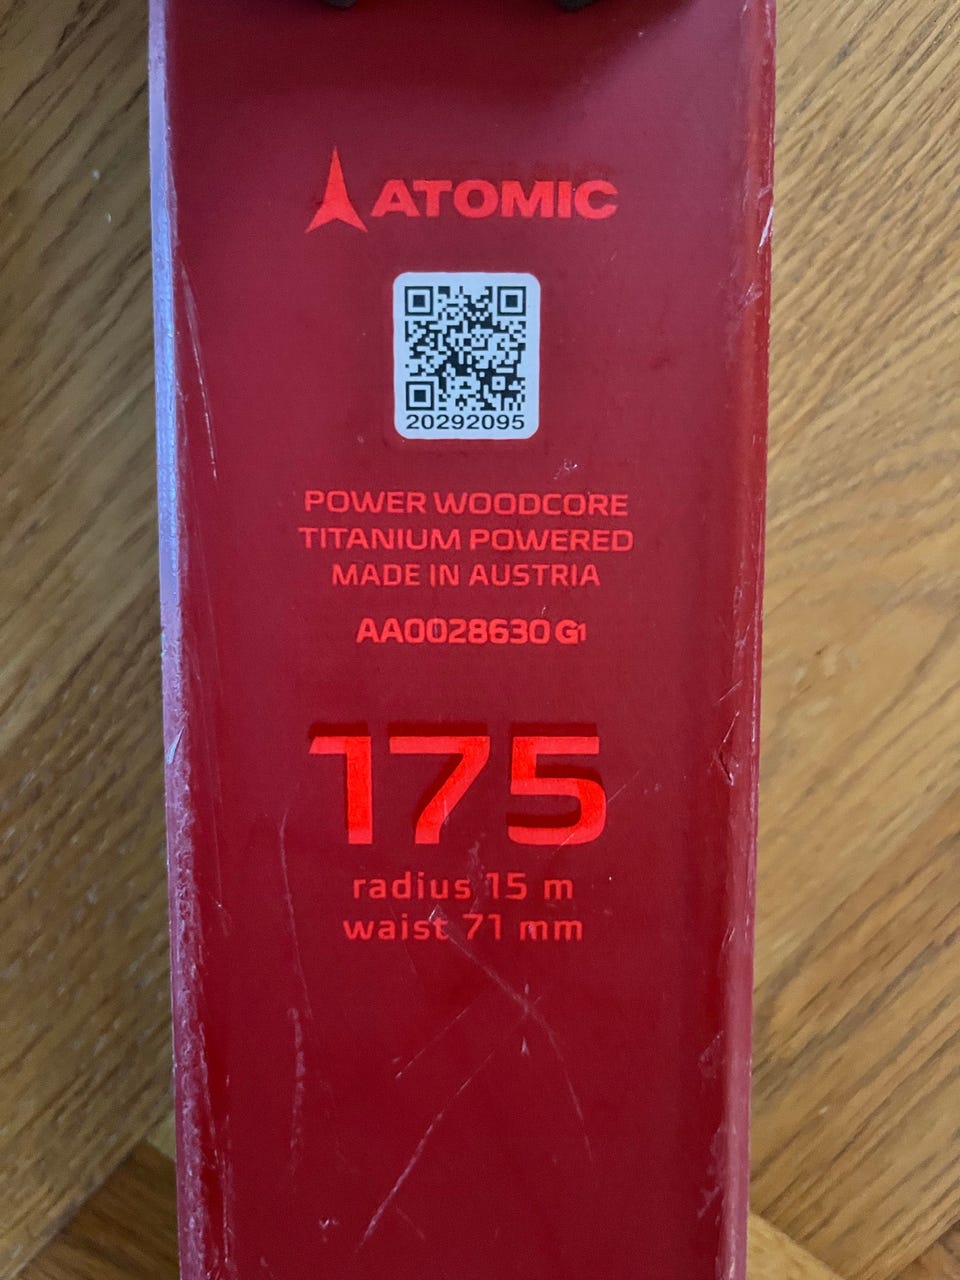 ATOMIC
20292095
POWER WOODCORE
TITANIUM POWERED
MADE IN AUSTRIA
AA0028630 G1
175
radius 15 m
waist 71 mm